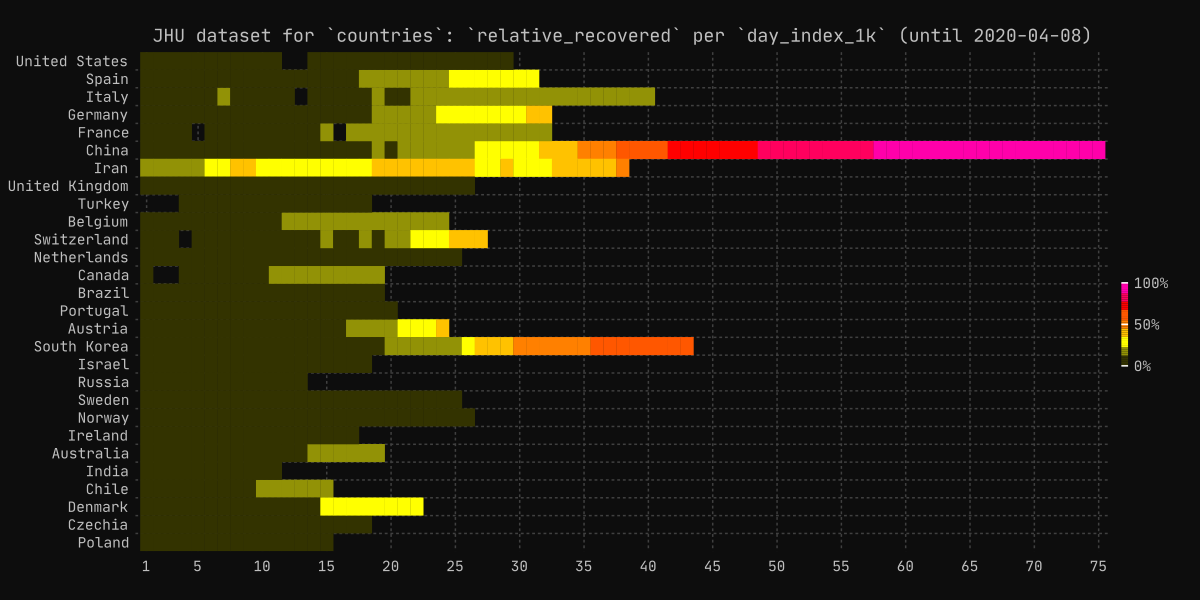 JHU dataset for `countries`: `relative_recovered` per `day_index_1k` (until 2020-04-08)
United States
Spain
Italy
Germany
France
China
Iran
United Kingdom
Turkey
Belgium
Switzerland
Netherlands
Canada
Brazil
Portugal
Austria
South Korea
Israel
Russia
Sweden
Norway
Ireland
Australia
India
Chile
Denmark
Czechia
Poland
1 5 10 15 20 25 30 35 40 45 50 55 60 65 70 75
100%
50%
0%